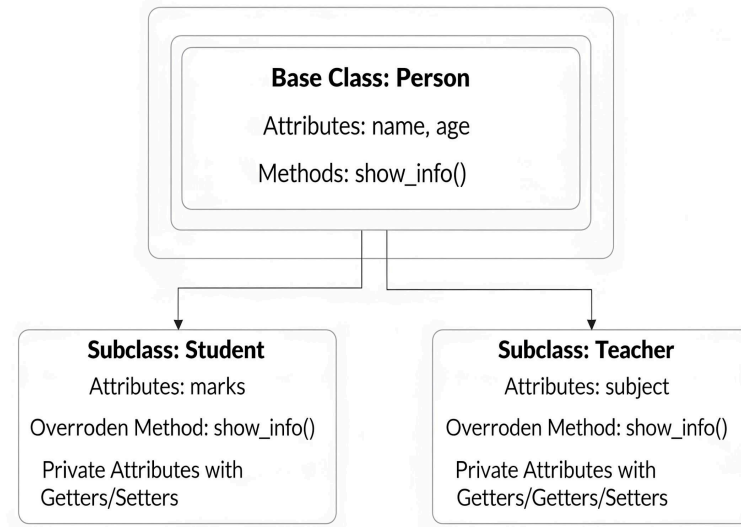 Base Class: Person
Attributes: name, age
Methods: show_info()
Subclass: Student
Attributes: marks
Overroden Method: show_info()
Private Attributes with
Getters/Setters
Subclass: Teacher
Attributes: subject
Overroden Method: show_info()
Private Attributes with
Getters/Getters/Setters